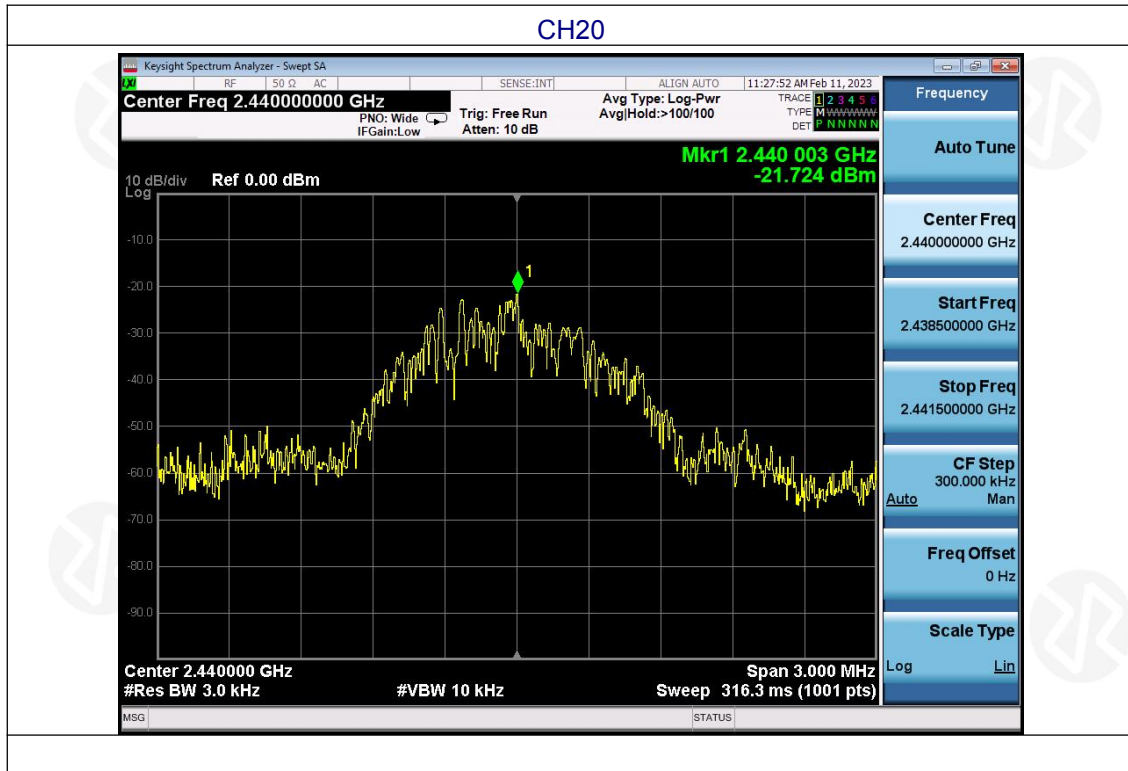 CH20
Keysight Spectrum Analyzer - Swept SA
LXI RF 50 Ω AC SENSE:INT ALIGN AUTO 11:27:52 AM Feb 11, 2023
Center Freq 2.440000000 GHz
PNO: Wide
IFGain:Low
Trig: Free Run
Atten: 10 dB
Avg Type: Log-Pwr
Avg|Hold:>100/100
TRACE 1 2 3 4 5 6
TYPE M WWWWW
DET P N N N N N
Mkr1 2.440 003 GHz
-21.724 dBm
10 dB/div Ref 0.00 dBm
Log
1
-10.0
-20.0
-30.0
-40.0
-50.0
-60.0
-70.0
-80.0
-90.0
Center 2.440000 GHz Span 3.000 MHz
#Res BW 3.0 kHz #VBW 10 kHz Sweep 316.3 ms (1001 pts)
MSG STATUS
Frequency
Auto Tune
Center Freq
2.440000000 GHz
Start Freq
2.438500000 GHz
Stop Freq
2.441500000 GHz
CF Step
300.000 kHz
Auto Man
Freq Offset
0 Hz
Scale Type
Log Lin